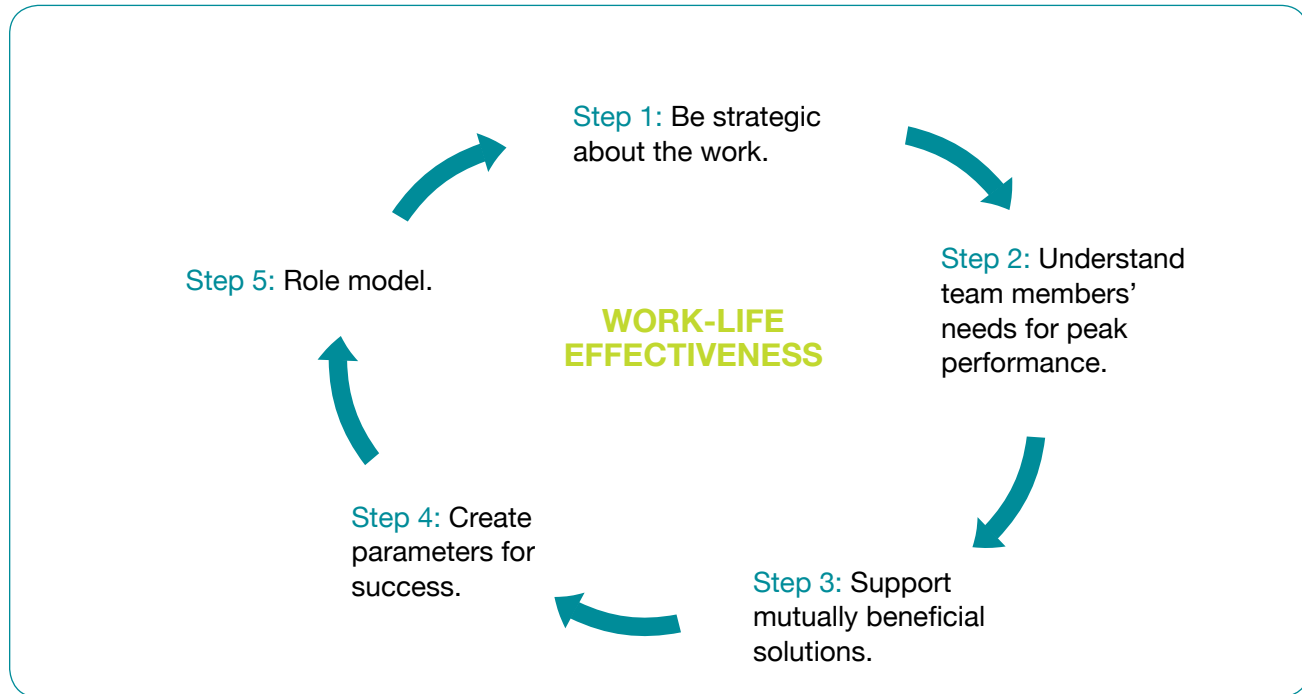 Step 1: Be strategic
about the work.
Step 2: Understand
team members’
needs for peak
performance.
Step 3: Support
mutually beneficial
solutions.
Step 4: Create
parameters for
success.
Step 5: Role model.
WORK-LIFE
EFFECTIVENESS